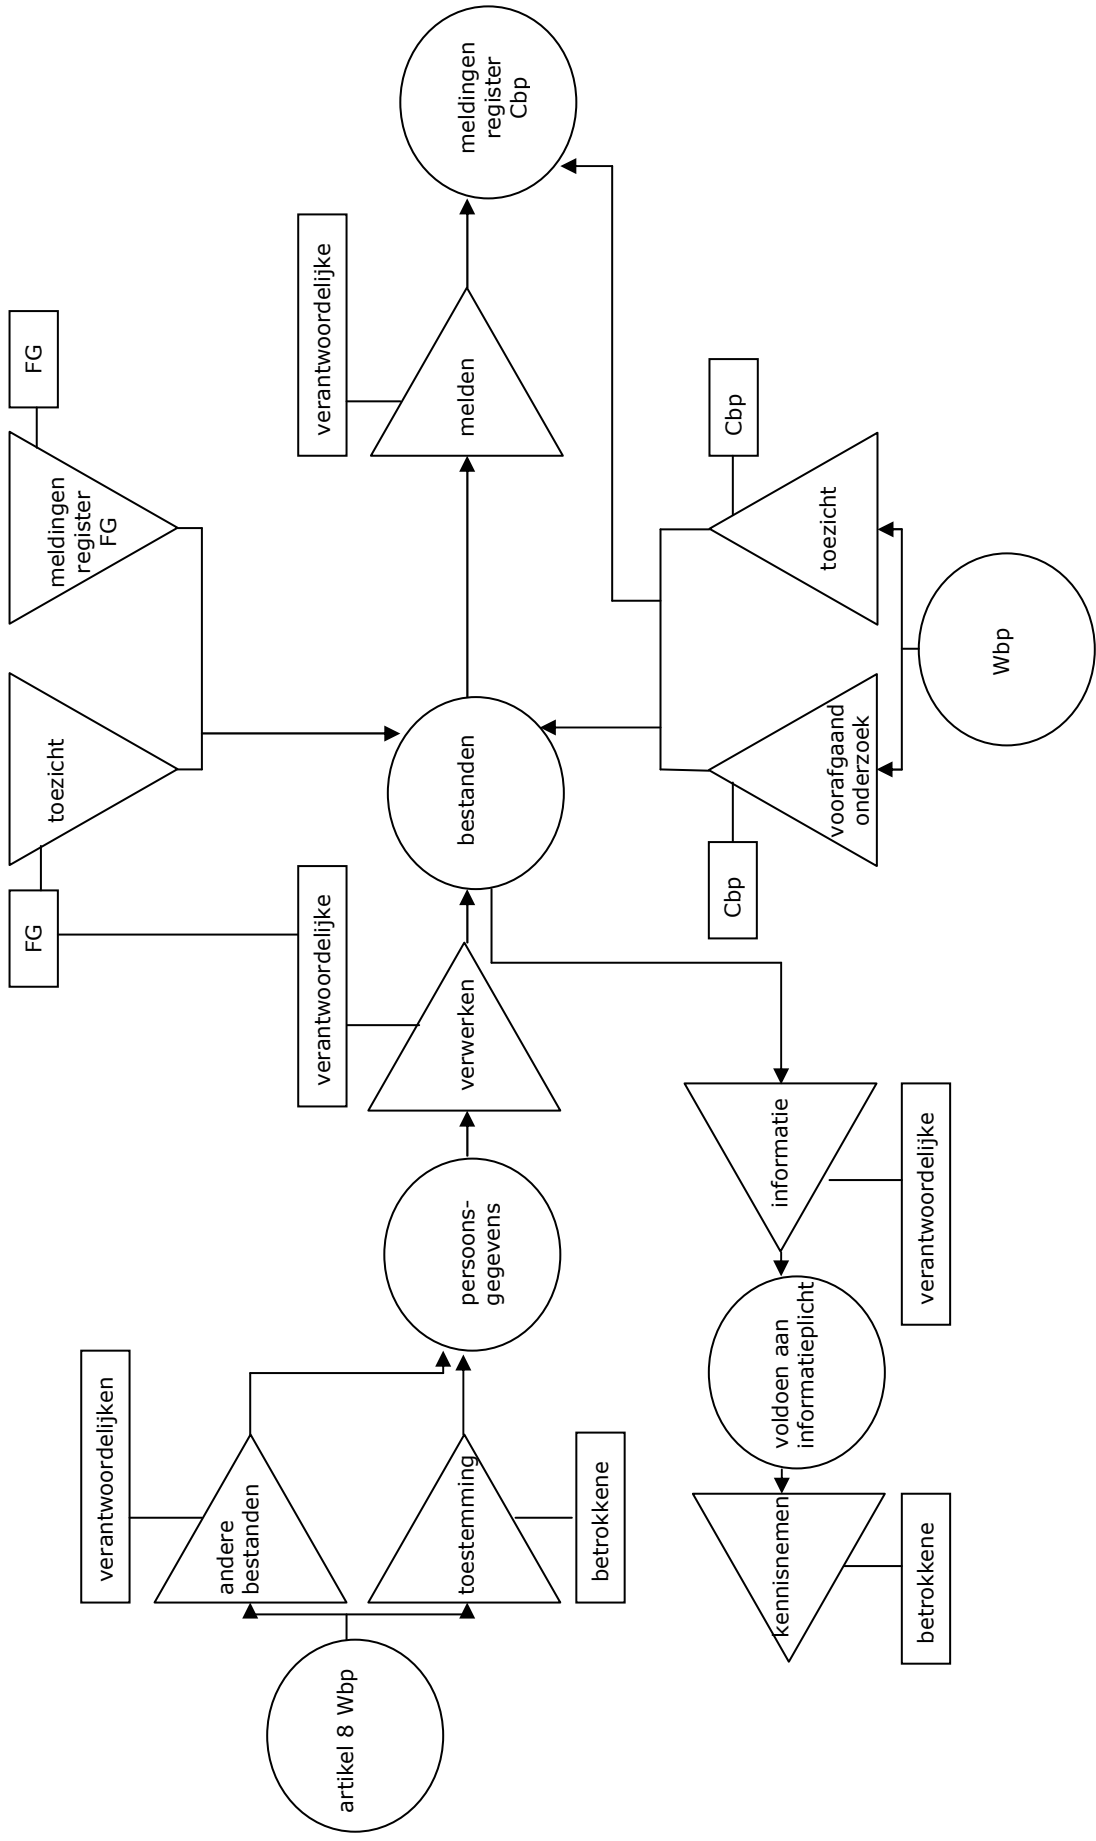 FG
FG
toezicht
meldingen
register
FG
verantwoordelijken
andere
bestanden
verantwoordelijke
verantwoordelijke
artikel 8 Wbp
toestemming
persoons-
gegevens
verwerken
bestanden
melden
meldingen
register
Cbp
betrokkene
Cbp
Cbp
kennisnemen
voldoen aan
informatieplicht
informatie
voorafgaand
onderzoek
toezicht
betrokkene
verantwoordelijke
Wbp